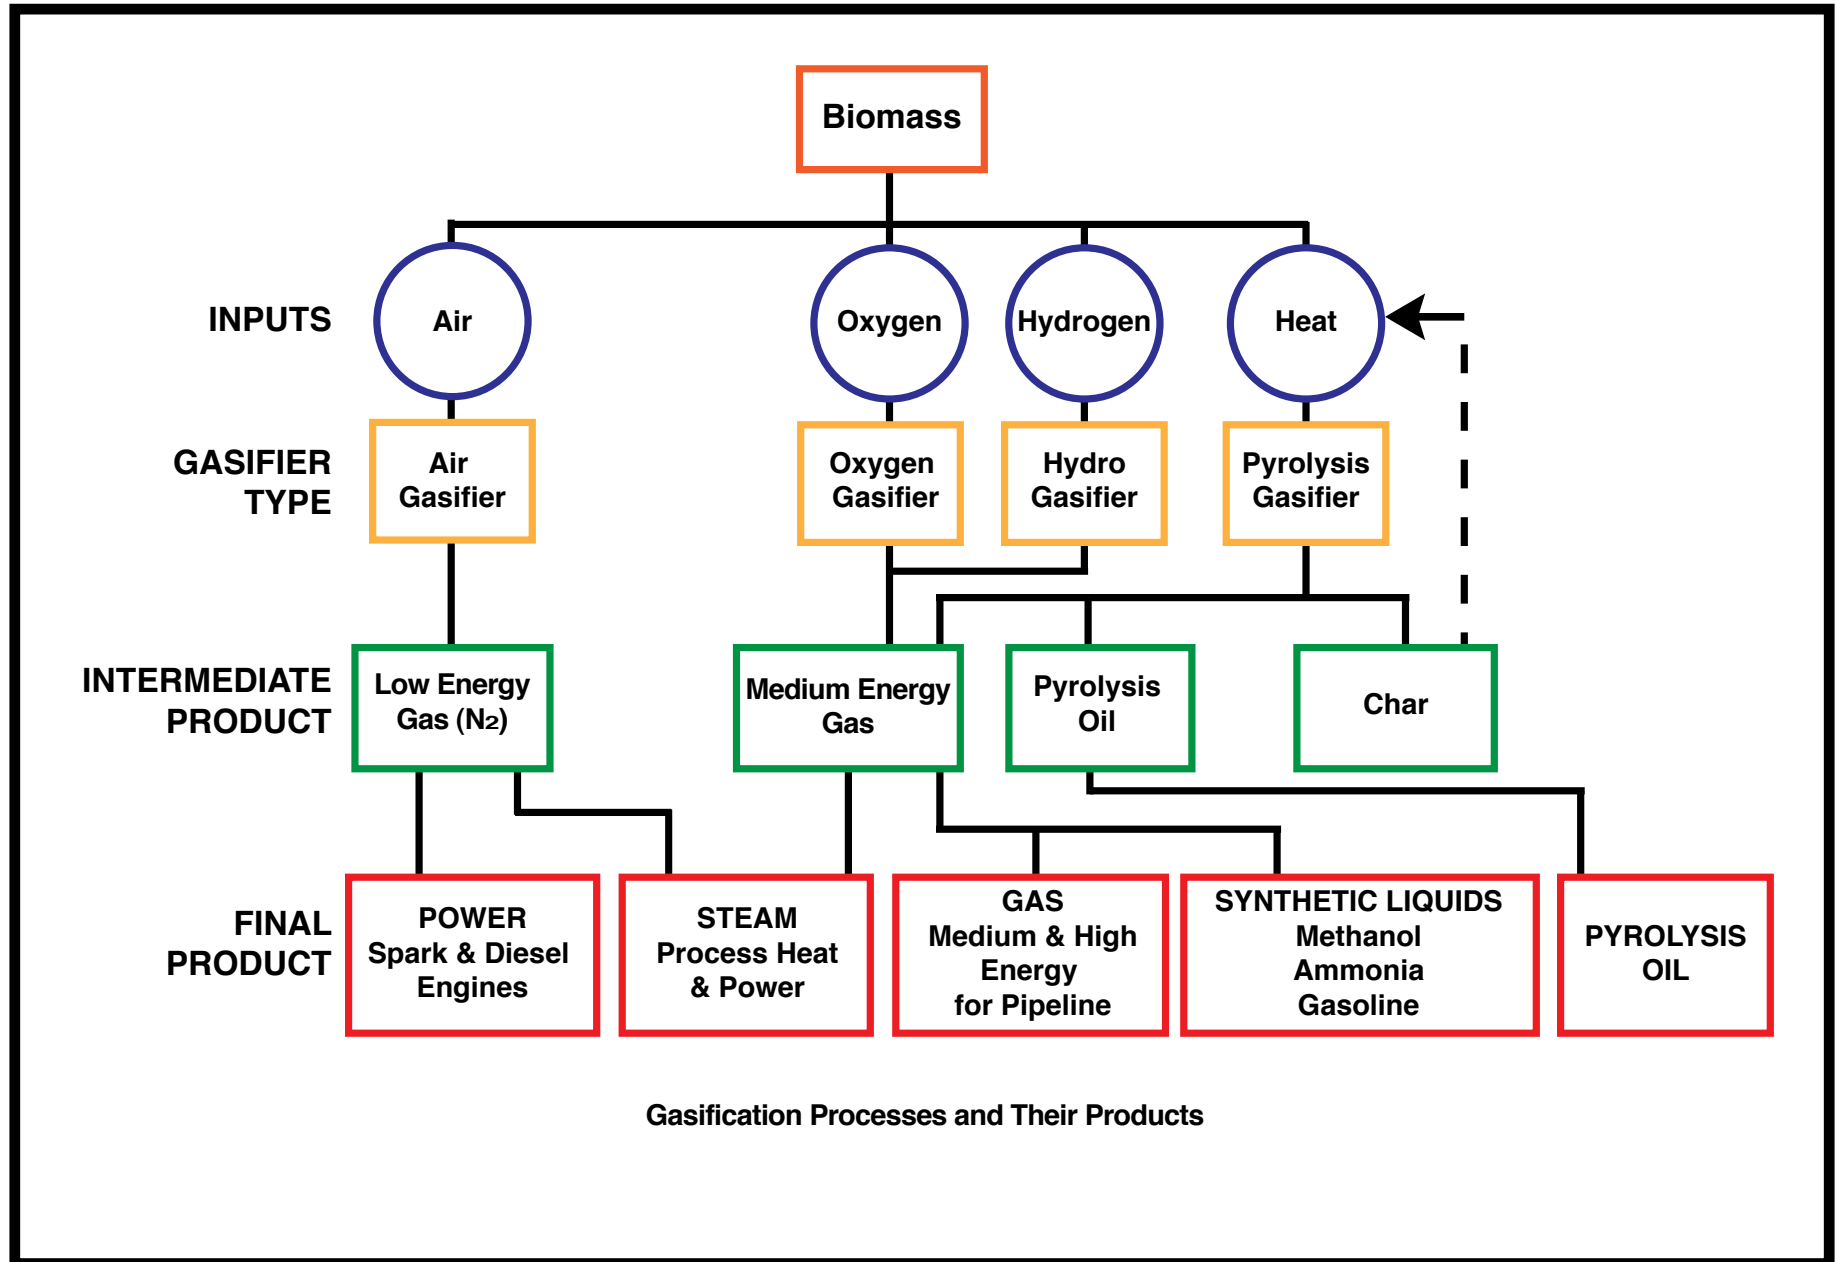 Biomass
INPUTS
Air
Oxygen
Hydrogen
Heat
GASIFIER
TYPE
Air
Gasifier
Oxygen
Gasifier
Hydro
Gasifier
Pyrolysis
Gasifier
INTERMEDIATE
PRODUCT
Low Energy
Gas (N2)
Medium Energy
Gas
Pyrolysis
Oil
Char
FINAL
PRODUCT
POWER
Spark & Diesel
Engines
STEAM
Process Heat
& Power
GAS
Medium & High
Energy
for Pipeline
SYNTHETIC LIQUIDS
Methanol
Ammonia
Gasoline
PYROLYSIS
OIL
Gasification Processes and Their Products